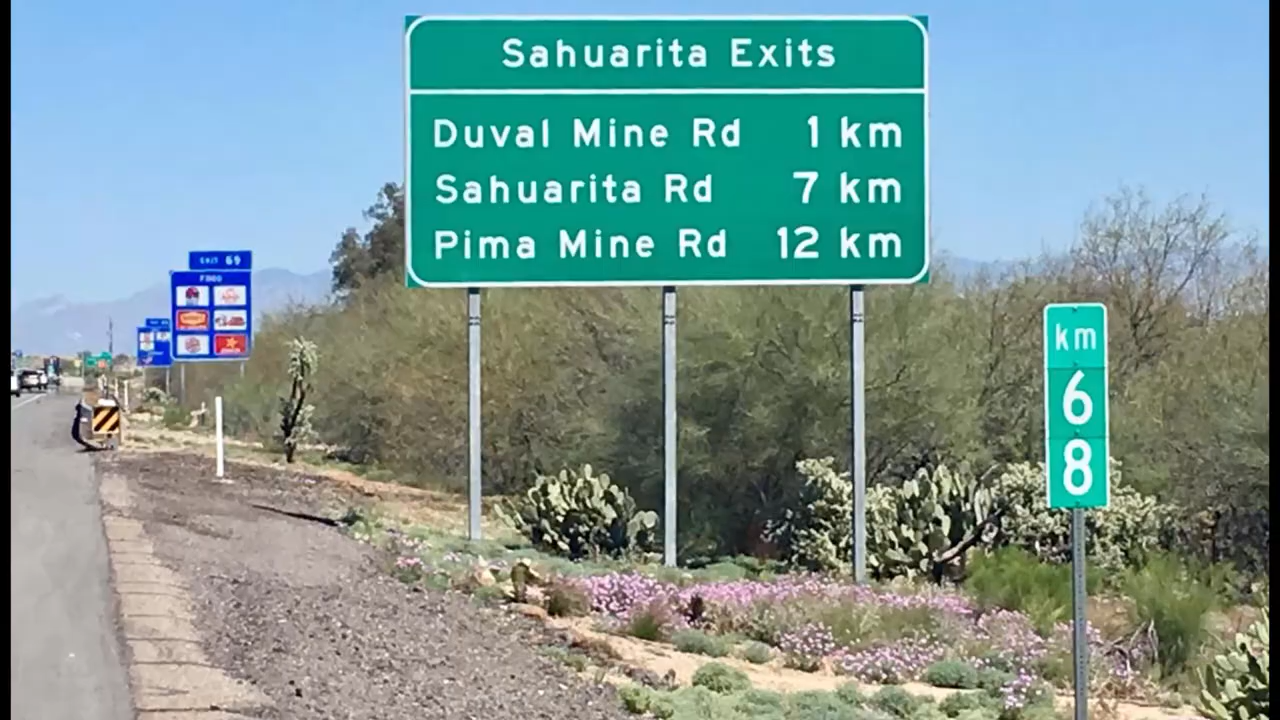 Sahuarita Exits
Duval Mine Rd 1 km
Sahuarita Rd 7 km
Pima Mine Rd 12 km
EXIT 69
FOOD
km
6
8